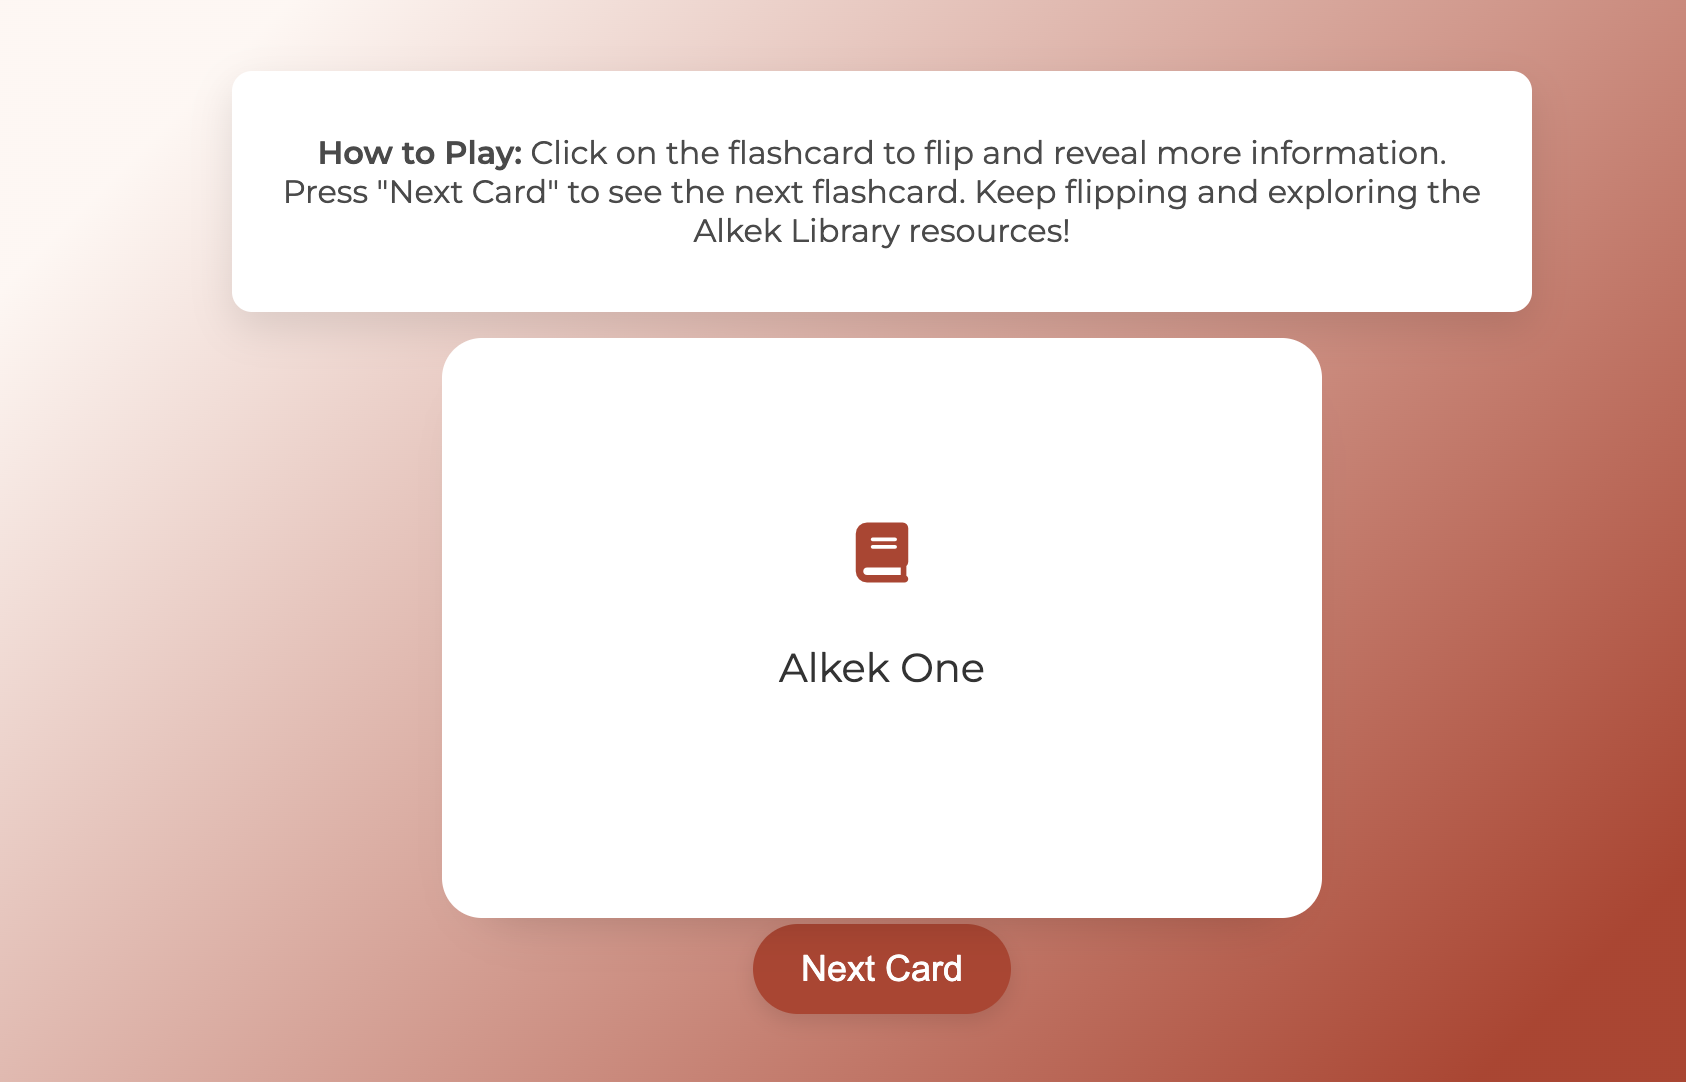 How to Play: Click on the flashcard to flip and reveal more information.
Press "Next Card" to see the next flashcard. Keep flipping and exploring the
Alkek Library resources!
Alkek One
Next Card